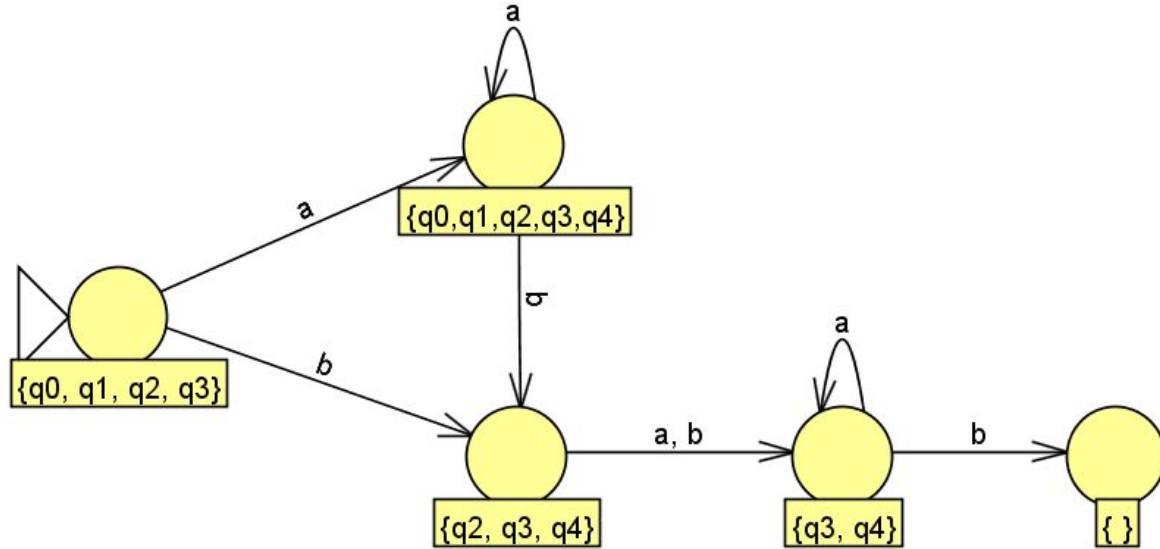 a
{q0,q1,q2,q3,q4}
a
b
{q0, q1, q2, q3}
b
a
a, b
b
{q2, q3, q4}
{q3, q4}
{ }